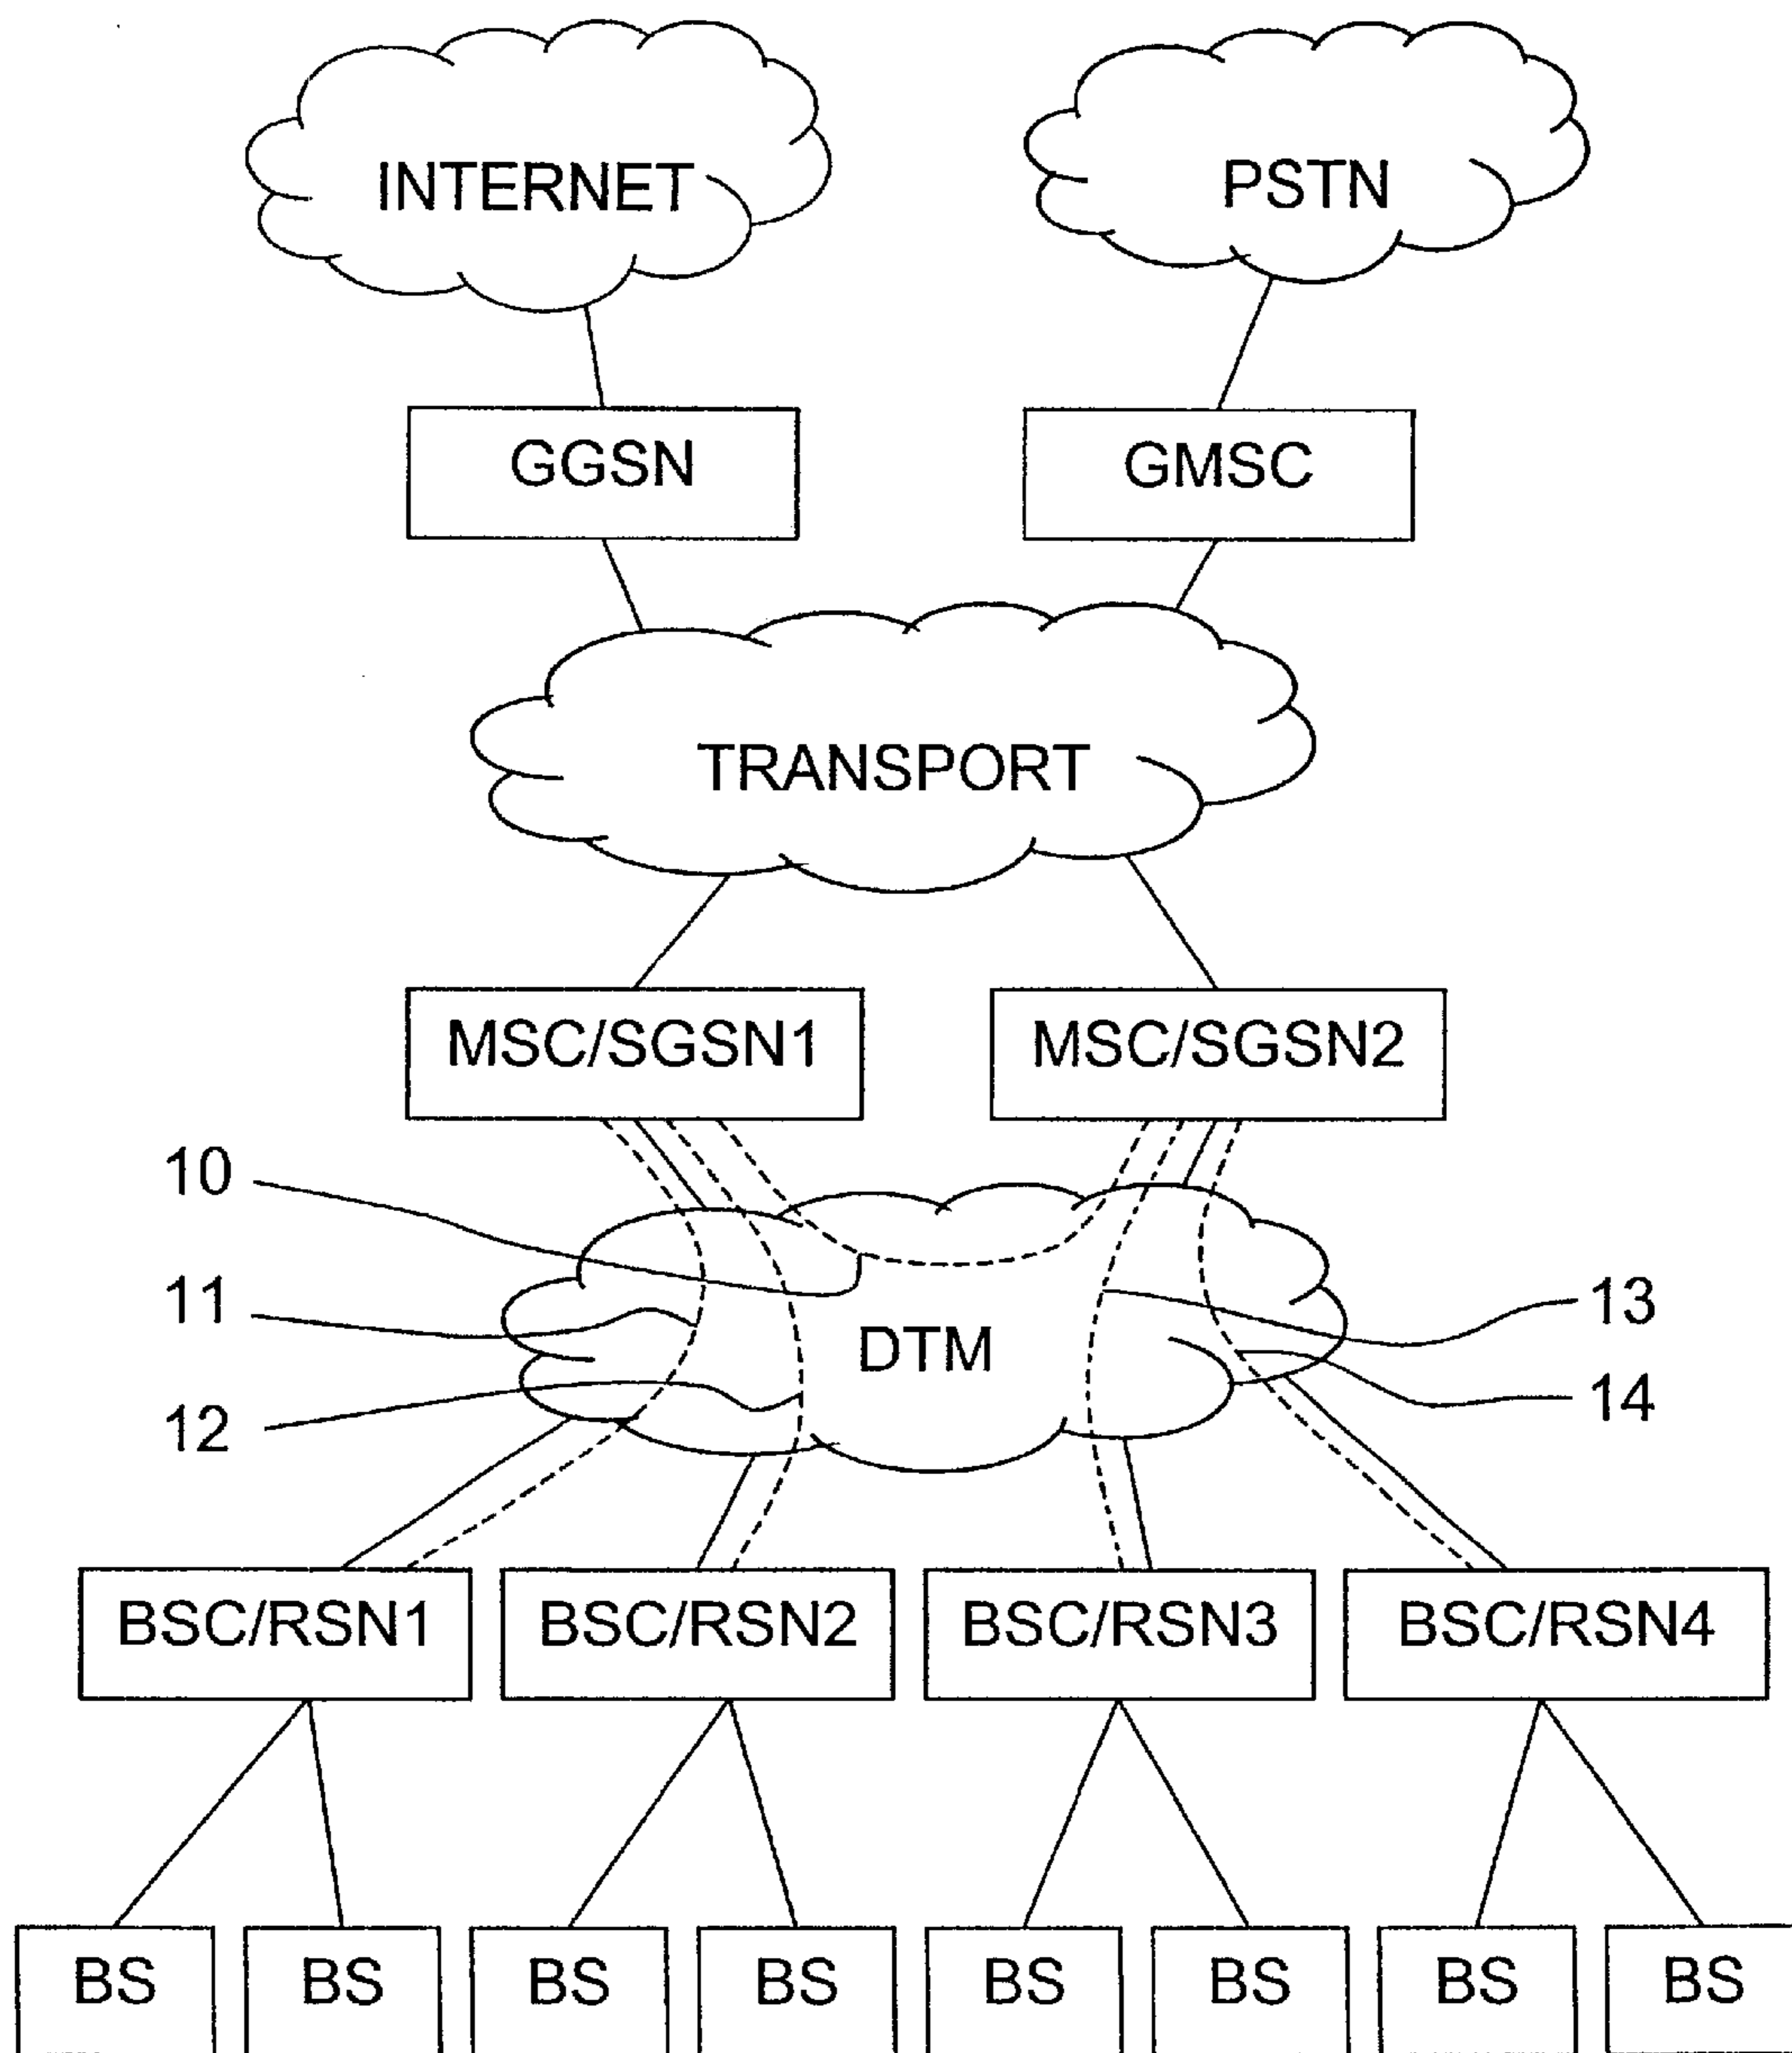 INTERNET
PSTN
GGSN
GMSC
TRANSPORT
MSC/SGSN1
MSC/SGSN2
10
11
12
DTM
13
14
BSC/RSN1
BSC/RSN2
BSC/RSN3
BSC/RSN4
BS
BS
BS
BS
BS
BS
BS
BS